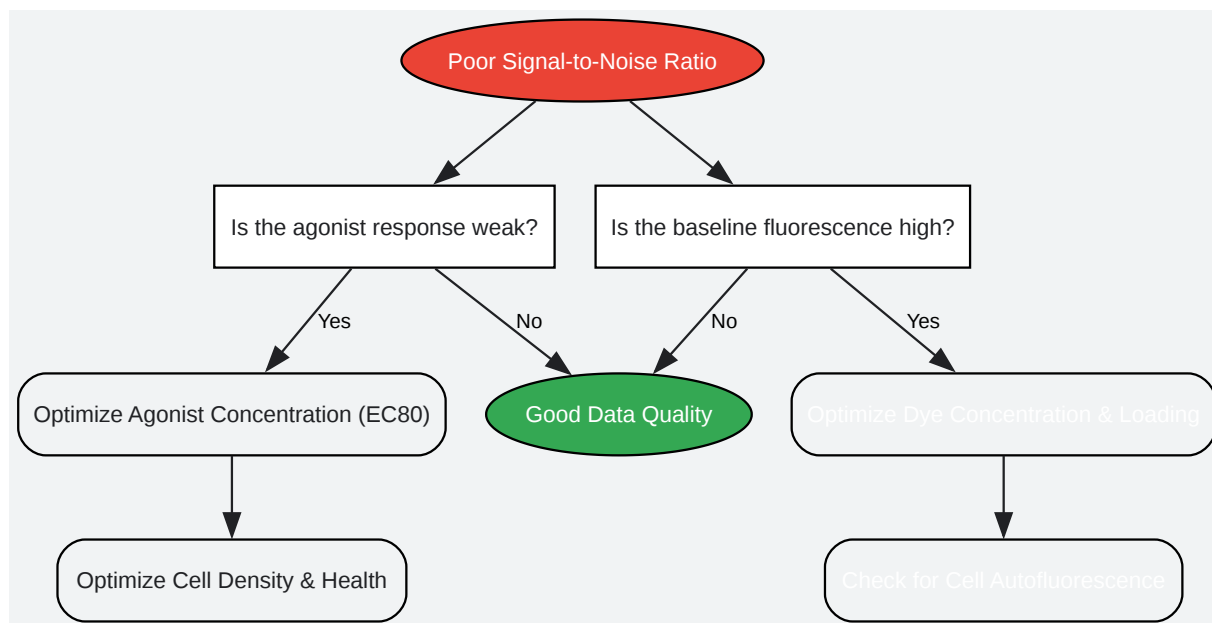 Poor Signal-to-Noise Ratio
Is the agonist response weak?
Is the baseline fluorescence high?
Yes
No
No
Yes
Optimize Agonist Concentration (EC80)
Good Data Quality
Optimize Dye Concentration & Loading
Optimize Cell Density & Health
Check for Cell Autofluorescence